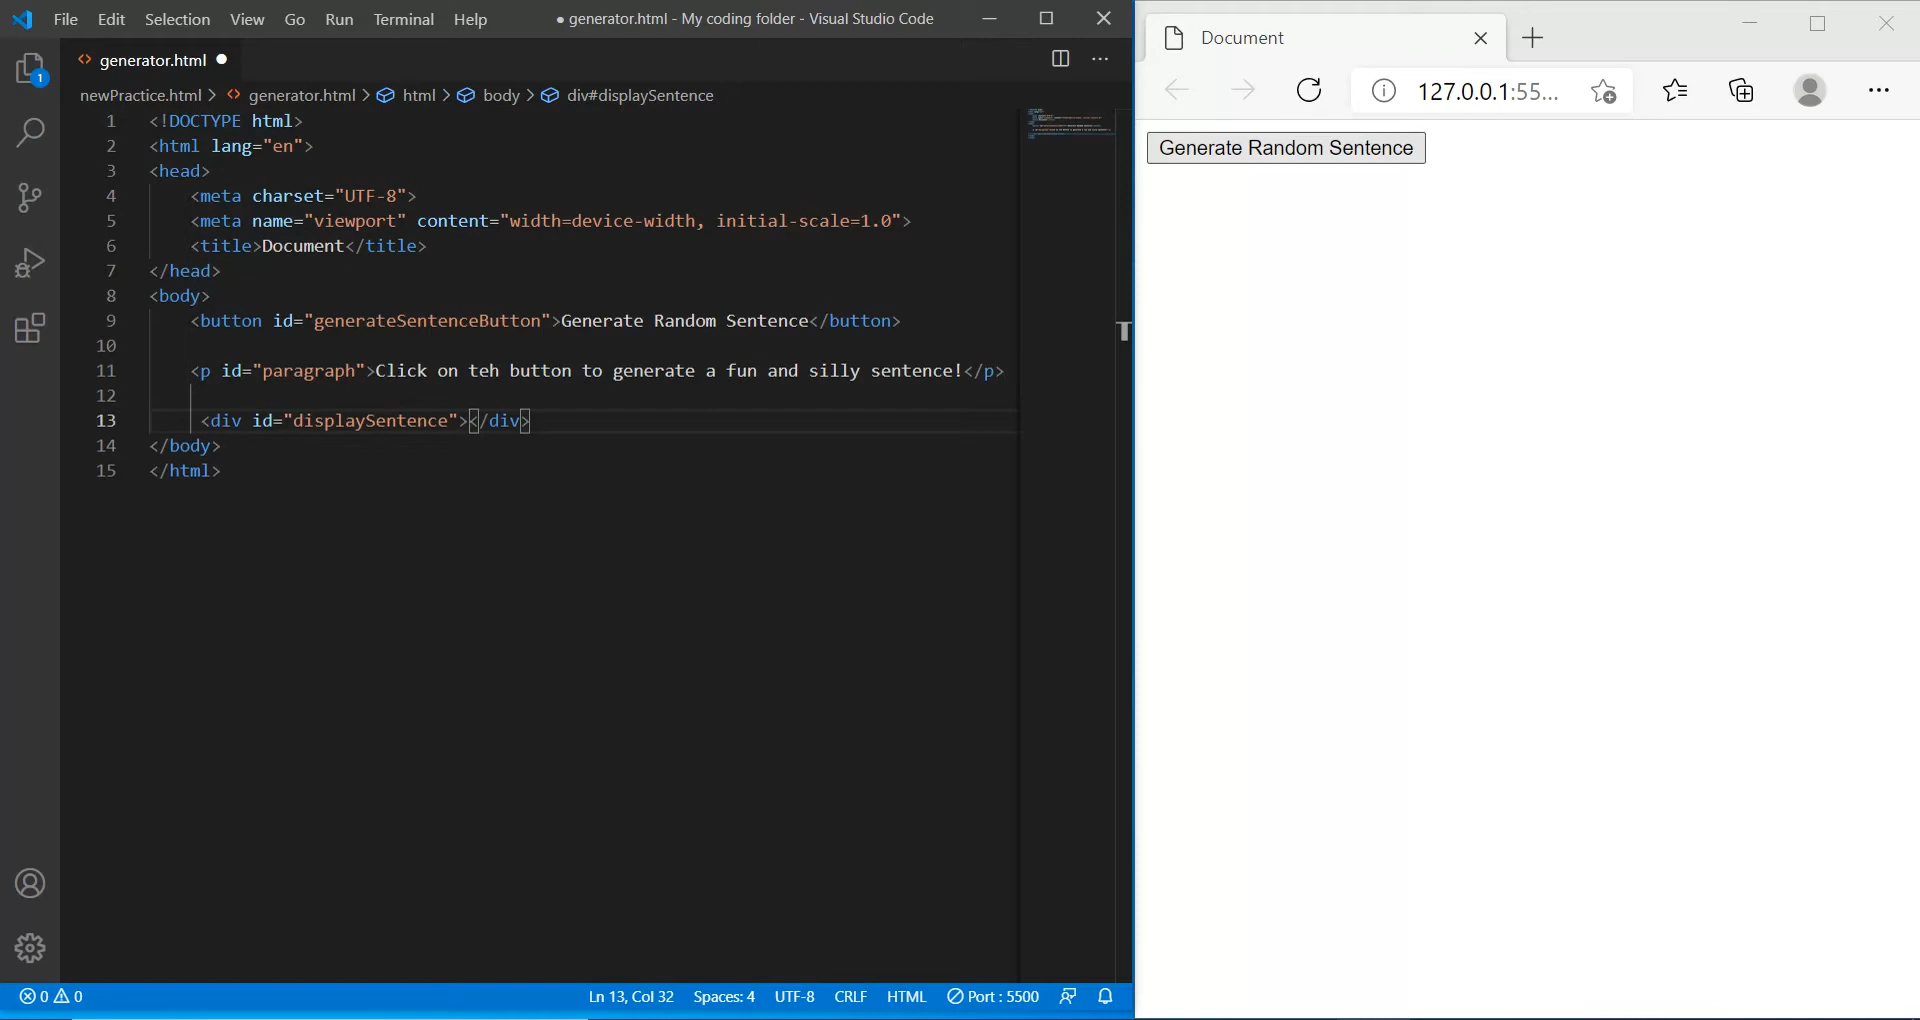 File Edit Selection View Go Run Terminal Help ● generator.html - My coding folder - Visual Studio Code
generator.html
newPractice.html > generator.html > html > body > div#displaySentence
1 <!DOCTYPE html>
2 <html lang="en">
3 <head>
4 <meta charset="UTF-8">
5 <meta name="viewport" content="width=device-width, initial-scale=1.0">
6 <title>Document</title>
7 </head>
8 <body>
9 <button id="generateSentenceButton">Generate Random Sentence</button>
10
11 <p id="paragraph">Click on teh button to generate a fun and silly sentence!</p>
12
13 <div id="displaySentence"></div>
14 </body>
15 </html>
1
0 0 Ln 13, Col 32 Spaces: 4 UTF-8 CRLF HTML Port : 5500
Document
127.0.0.1:55...
Generate Random Sentence